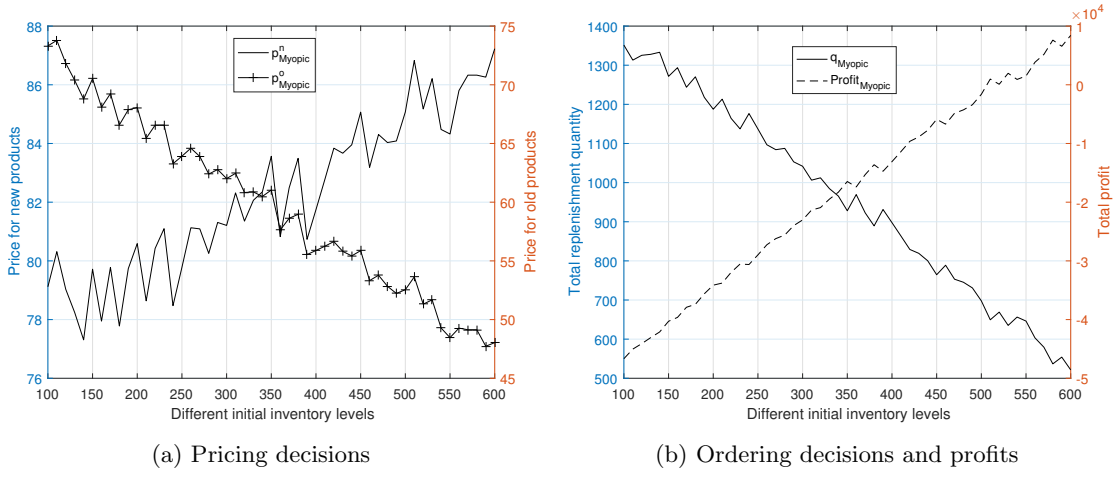 88
86
84
82
80
78
76
Price for new products
p^n_Myopic
p^o_Myopic
75
70
65
60
55
50
45
Price for old products
100 150 200 250 300 350 400 450 500 550 600
Different initial inventory levels
(a) Pricing decisions
1400
1300
1200
1100
1000
900
800
700
600
500
Total replenishment quantity
q_Myopic
Profit_Myopic
×10^4
1
0
-1
-2
-3
-4
-5
Total profit
100 150 200 250 300 350 400 450 500 550 600
Different initial inventory levels
(b) Ordering decisions and profits